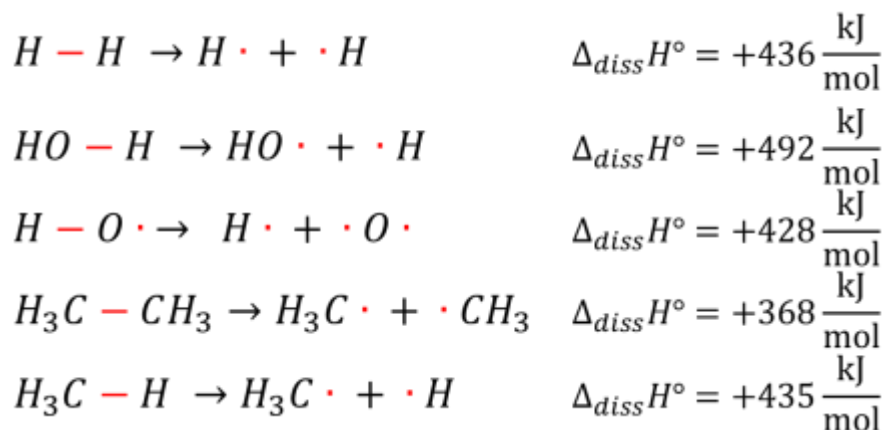 H − H → H · + · H Δ_diss H° = +436 kJ/mol
HO − H → HO · + · H Δ_diss H° = +492 kJ/mol
H − O · → H · + · O · Δ_diss H° = +428 kJ/mol
H₃C − CH₃ → H₃C · + · CH₃ Δ_diss H° = +368 kJ/mol
H₃C − H → H₃C · + · H Δ_diss H° = +435 kJ/mol